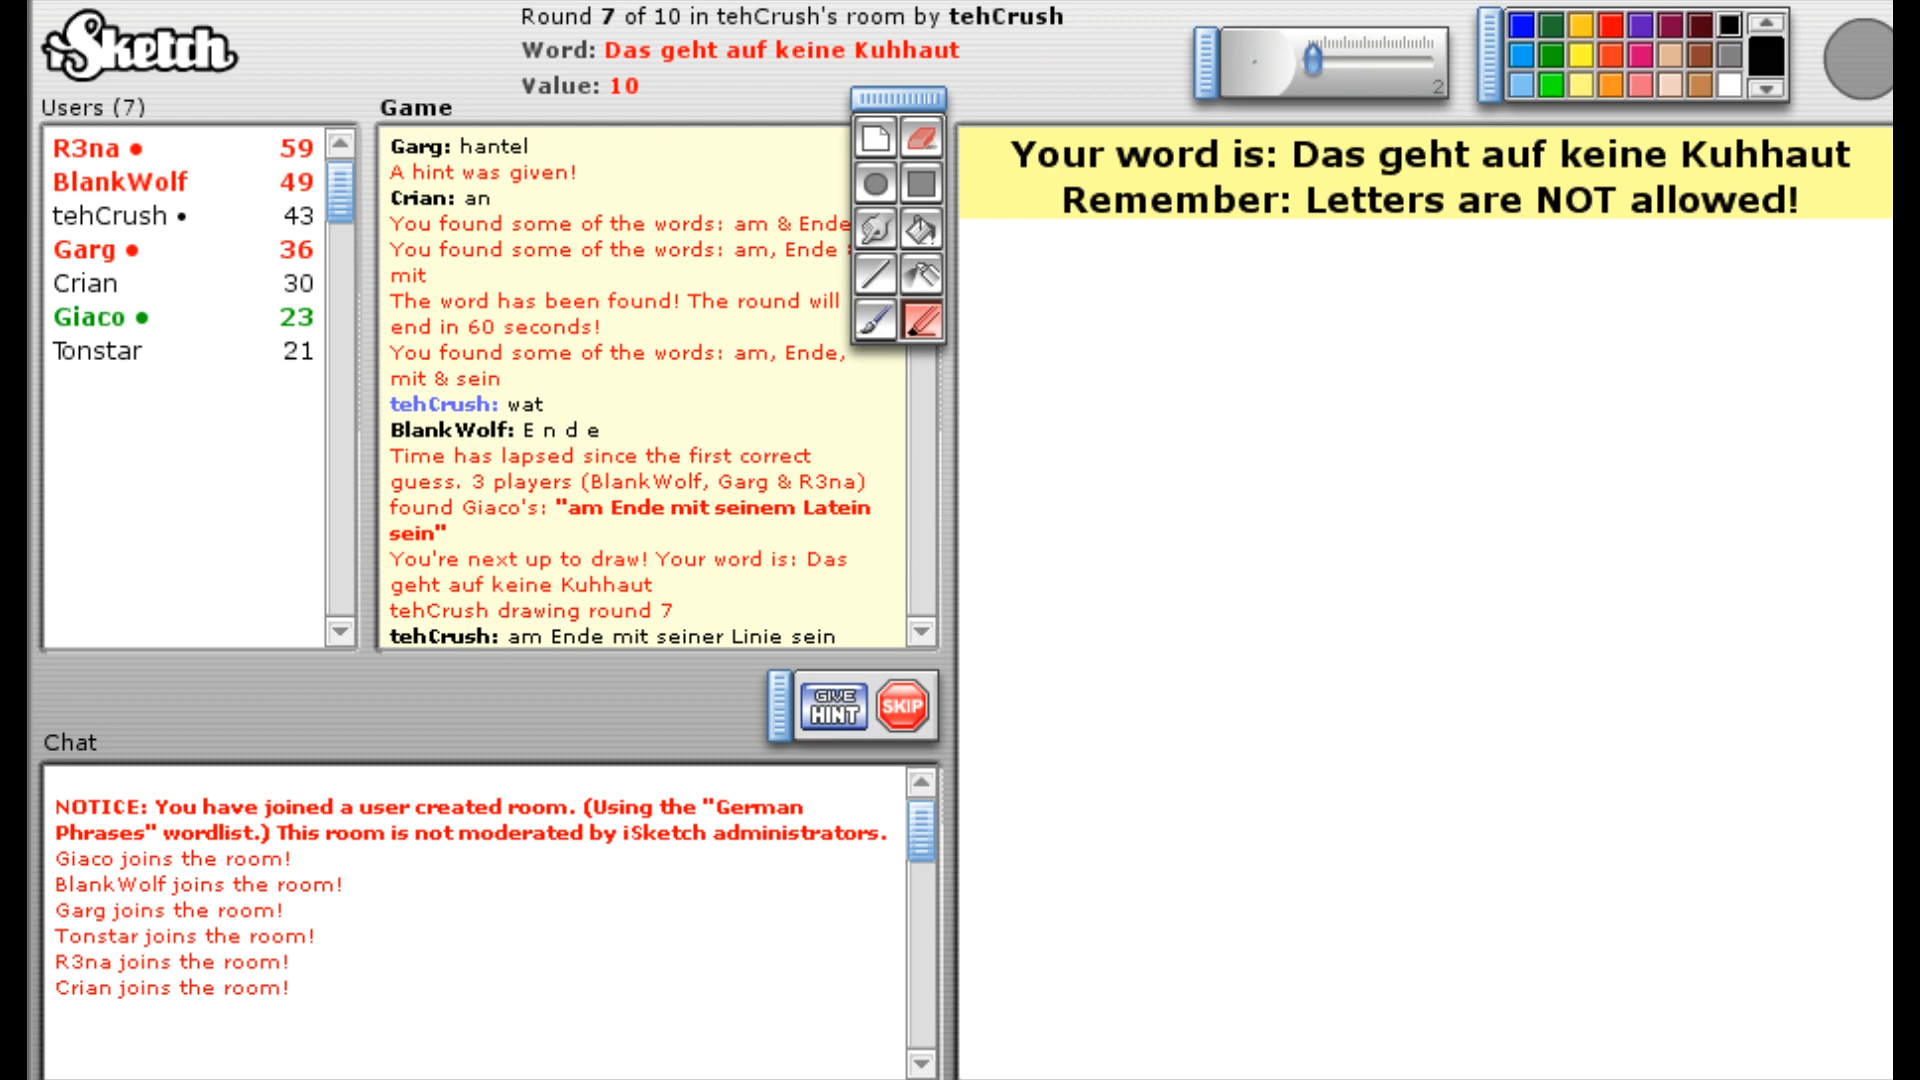 iSketch
Round 7 of 10 in tehCrush's room by tehCrush
Word: Das geht auf keine Kuhhaut
Value: 10
2
Users (7)
R3na • 59
BlankWolf 49
tehCrush • 43
Garg • 36
Crian 30
Giaco • 23
Tonstar 21
Game
Garg: hantel
A hint was given!
Crian: an
You found some of the words: am & Ende
You found some of the words: am, Ende
mit
The word has been found! The round will
end in 60 seconds!
You found some of the words: am, Ende,
mit & sein
tehCrush: wat
BlankWolf: E n d e
Time has lapsed since the first correct
guess. 3 players (BlankWolf, Garg & R3na)
found Giaco's: "am Ende mit seinem Latein
sein"
You're next up to draw! Your word is: Das
geht auf keine Kuhhaut
tehCrush drawing round 7
tehCrush: am Ende mit seiner Linie sein
Your word is: Das geht auf keine Kuhhaut
Remember: Letters are NOT allowed!
GIVE
HINT
SKIP
Chat
NOTICE: You have joined a user created room. (Using the "German
Phrases" wordlist.) This room is not moderated by iSketch administrators.
Giaco joins the room!
BlankWolf joins the room!
Garg joins the room!
Tonstar joins the room!
R3na joins the room!
Crian joins the room!